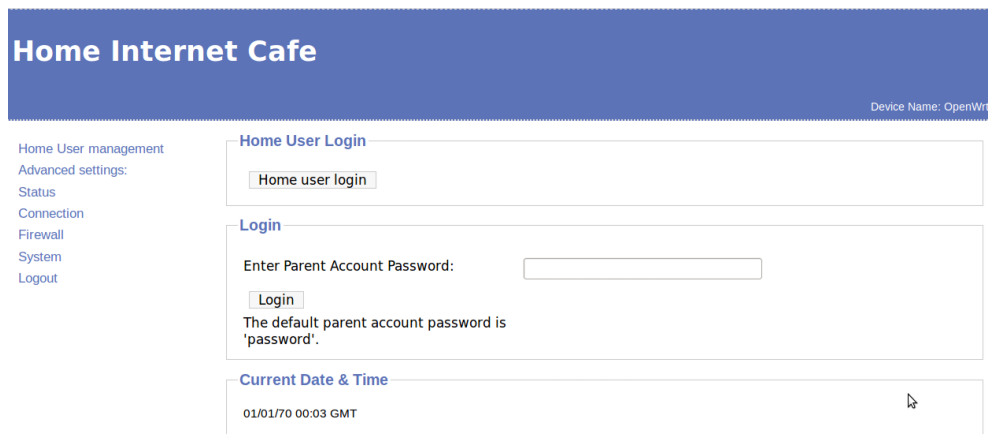 Home Internet Cafe
Device Name: OpenWrt
Home User management
Advanced settings:
Status
Connection
Firewall
System
Logout
Home User Login
Home user login
Login
Enter Parent Account Password:
Login
The default parent account password is
'password'.
Current Date & Time
01/01/70 00:03 GMT